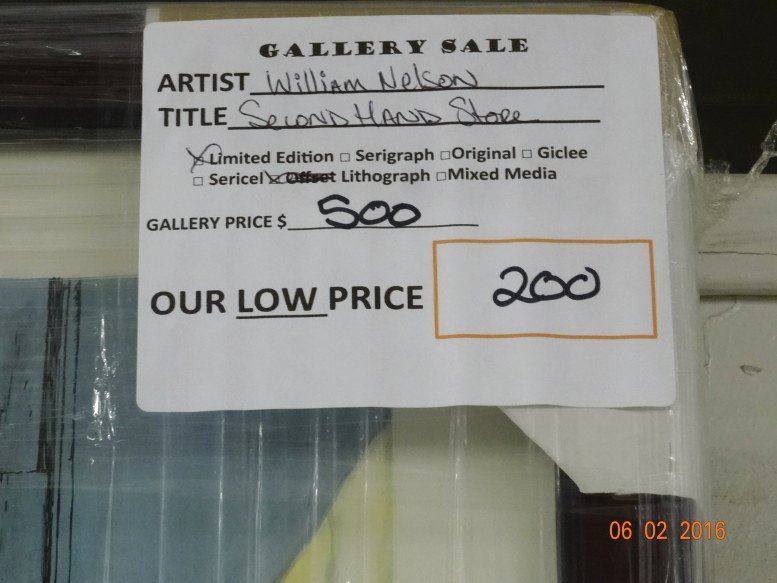 GALLERY SALE
ARTIST William Nelson
TITLE Second Hand Store
☒ Limited Edition □ Serigraph □ Original □ Giclee
□ Sericel ☒ Offset Lithograph □ Mixed Media
GALLERY PRICE $ 500
OUR LOW PRICE 200
06 02 2016